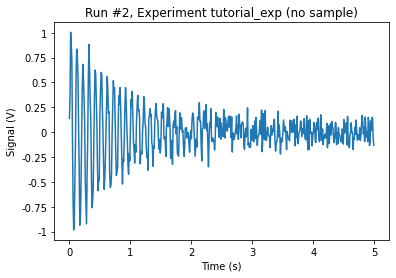 Run #2, Experiment tutorial_exp (no sample)
Signal (V)
1
0.75
0.5
0.25
0
-0.25
-0.5
-0.75
-1
0 1 2 3 4 5
Time (s)